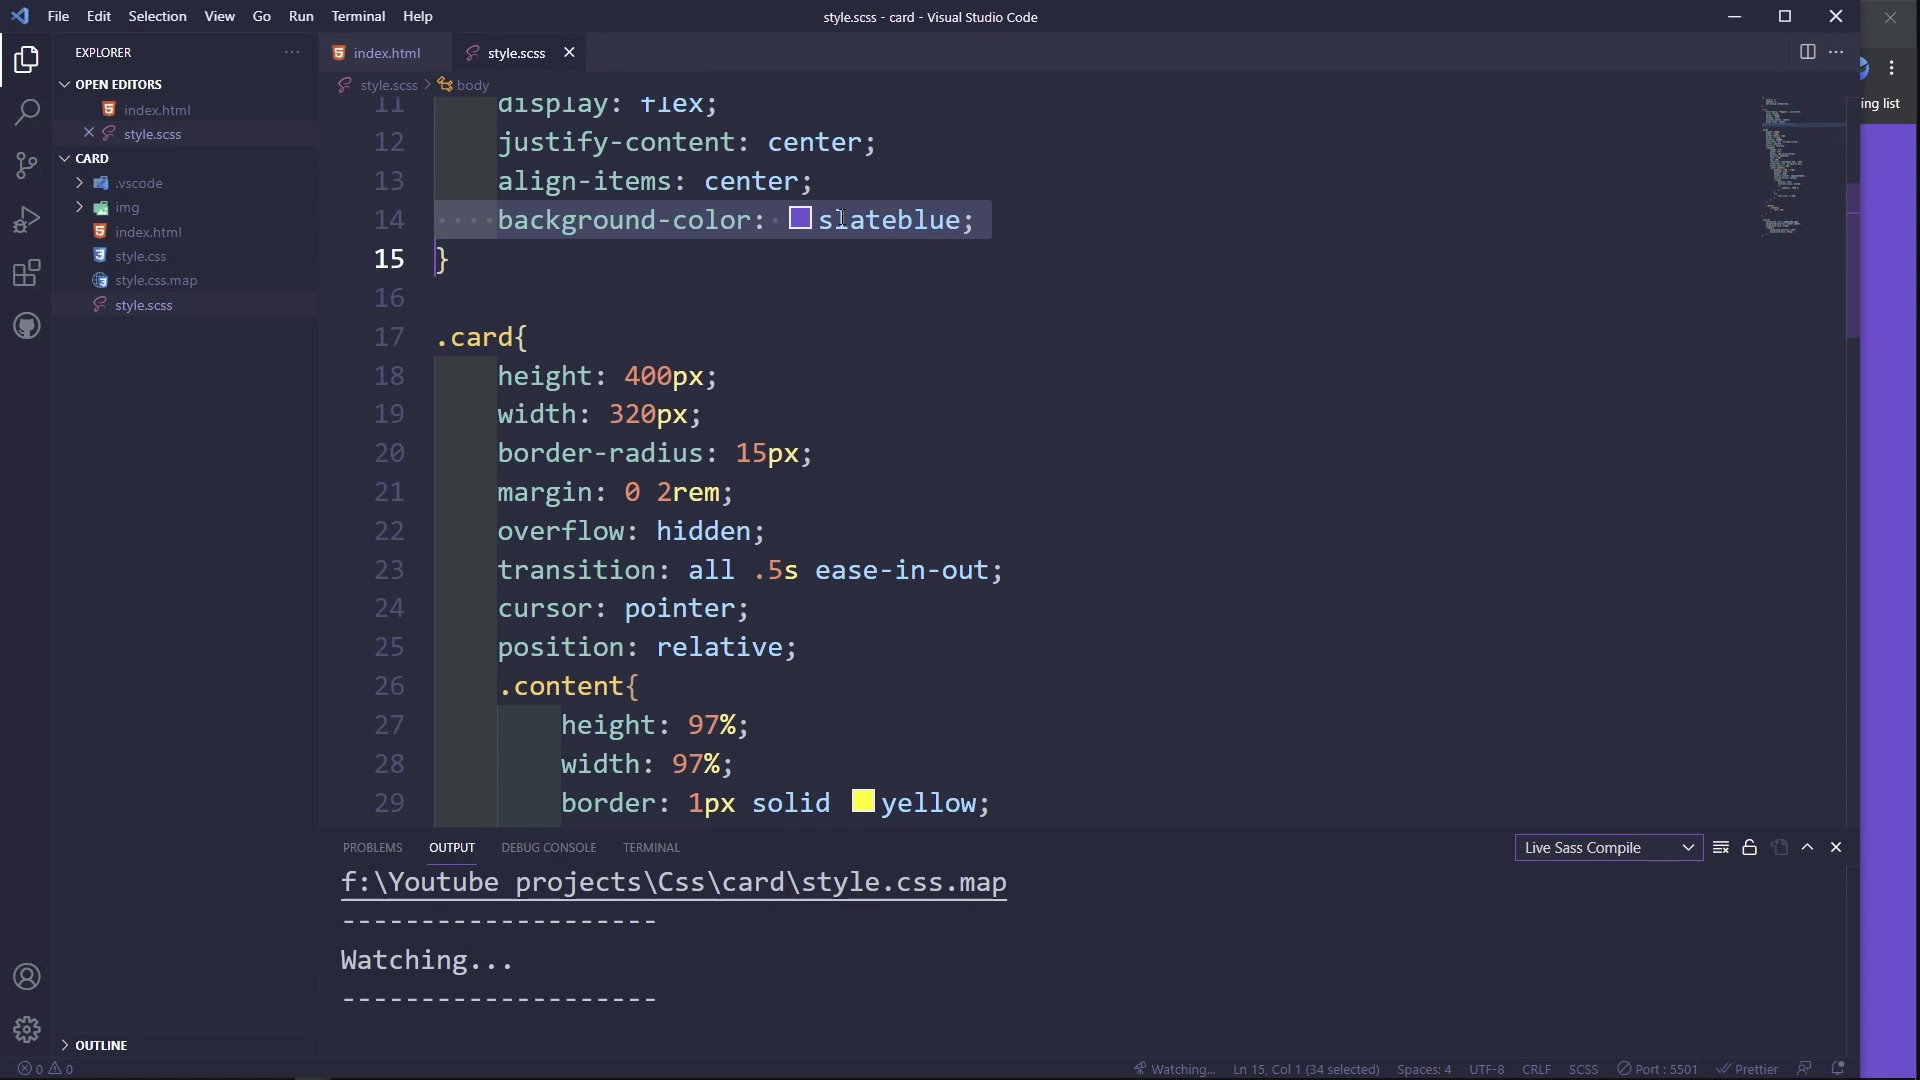 File Edit Selection View Go Run Terminal Help
style.scss - card - Visual Studio Code
EXPLORER
index.html
style.scss
OPEN EDITORS
index.html
style.scss
CARD
.vscode
img
index.html
style.css
style.css.map
style.scss
OUTLINE
style.scss > body
11 display: flex;
12 justify-content: center;
13 align-items: center;
14 background-color: slateblue;
15 }
16
17 .card{
18 height: 400px;
19 width: 320px;
20 border-radius: 15px;
21 margin: 0 2rem;
22 overflow: hidden;
23 transition: all .5s ease-in-out;
24 cursor: pointer;
25 position: relative;
26 .content{
27 height: 97%;
28 width: 97%;
29 border: 1px solid yellow;
ing list
PROBLEMS OUTPUT DEBUG CONSOLE TERMINAL
Live Sass Compile
f:\Youtube projects\Css\card\style.css.map
--------------------
Watching...
--------------------
0 0
Watching... Ln 15, Col 1 (34 selected) Spaces: 4 UTF-8 CRLF SCSS Port : 5501 Prettier